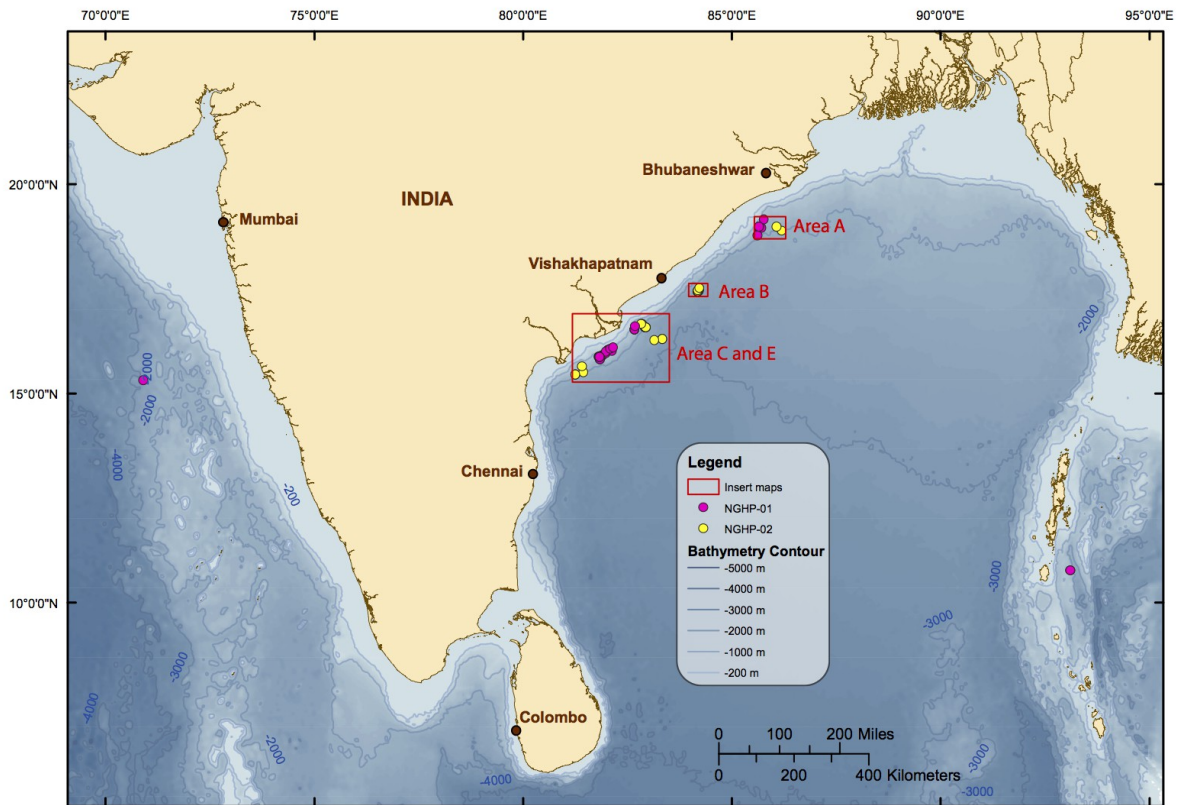 70°0'0"E 75°0'0"E 80°0'0"E 85°0'0"E 90°0'0"E 95°0'0"E
20°0'0"N
15°0'0"N
10°0'0"N
INDIA
Bhubaneshwar
Mumbai
Area A
Vishakhapatnam
Area B
Area C and E
-2000
2000
-2000
-4000
-200
Chennai
Legend
Insert maps
NGHP-01
NGHP-02
Bathymetry Contour
-5000 m
-4000 m
-3000 m
-2000 m
-1000 m
-200 m
-3000
-3000
-3000
-4000
-2000
Colombo
-4000
-3000
-3000
0 100 200 Miles
0 200 400 Kilometers